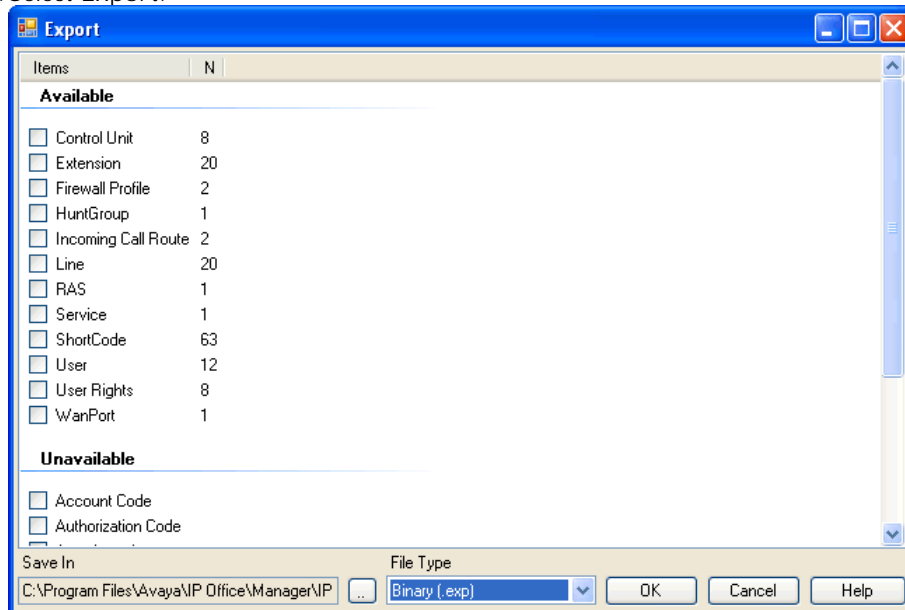 Export
Items N
Available
Control Unit 8
Extension 20
Firewall Profile 2
HuntGroup 1
Incoming Call Route 2
Line 20
RAS 1
Service 1
ShortCode 63
User 12
User Rights 8
WanPort 1
Unavailable
Account Code
Authorization Code
Save In File Type
C:\Program Files\Avaya\IP Office\Manager\IP .. Binary (.exp) OK Cancel Help